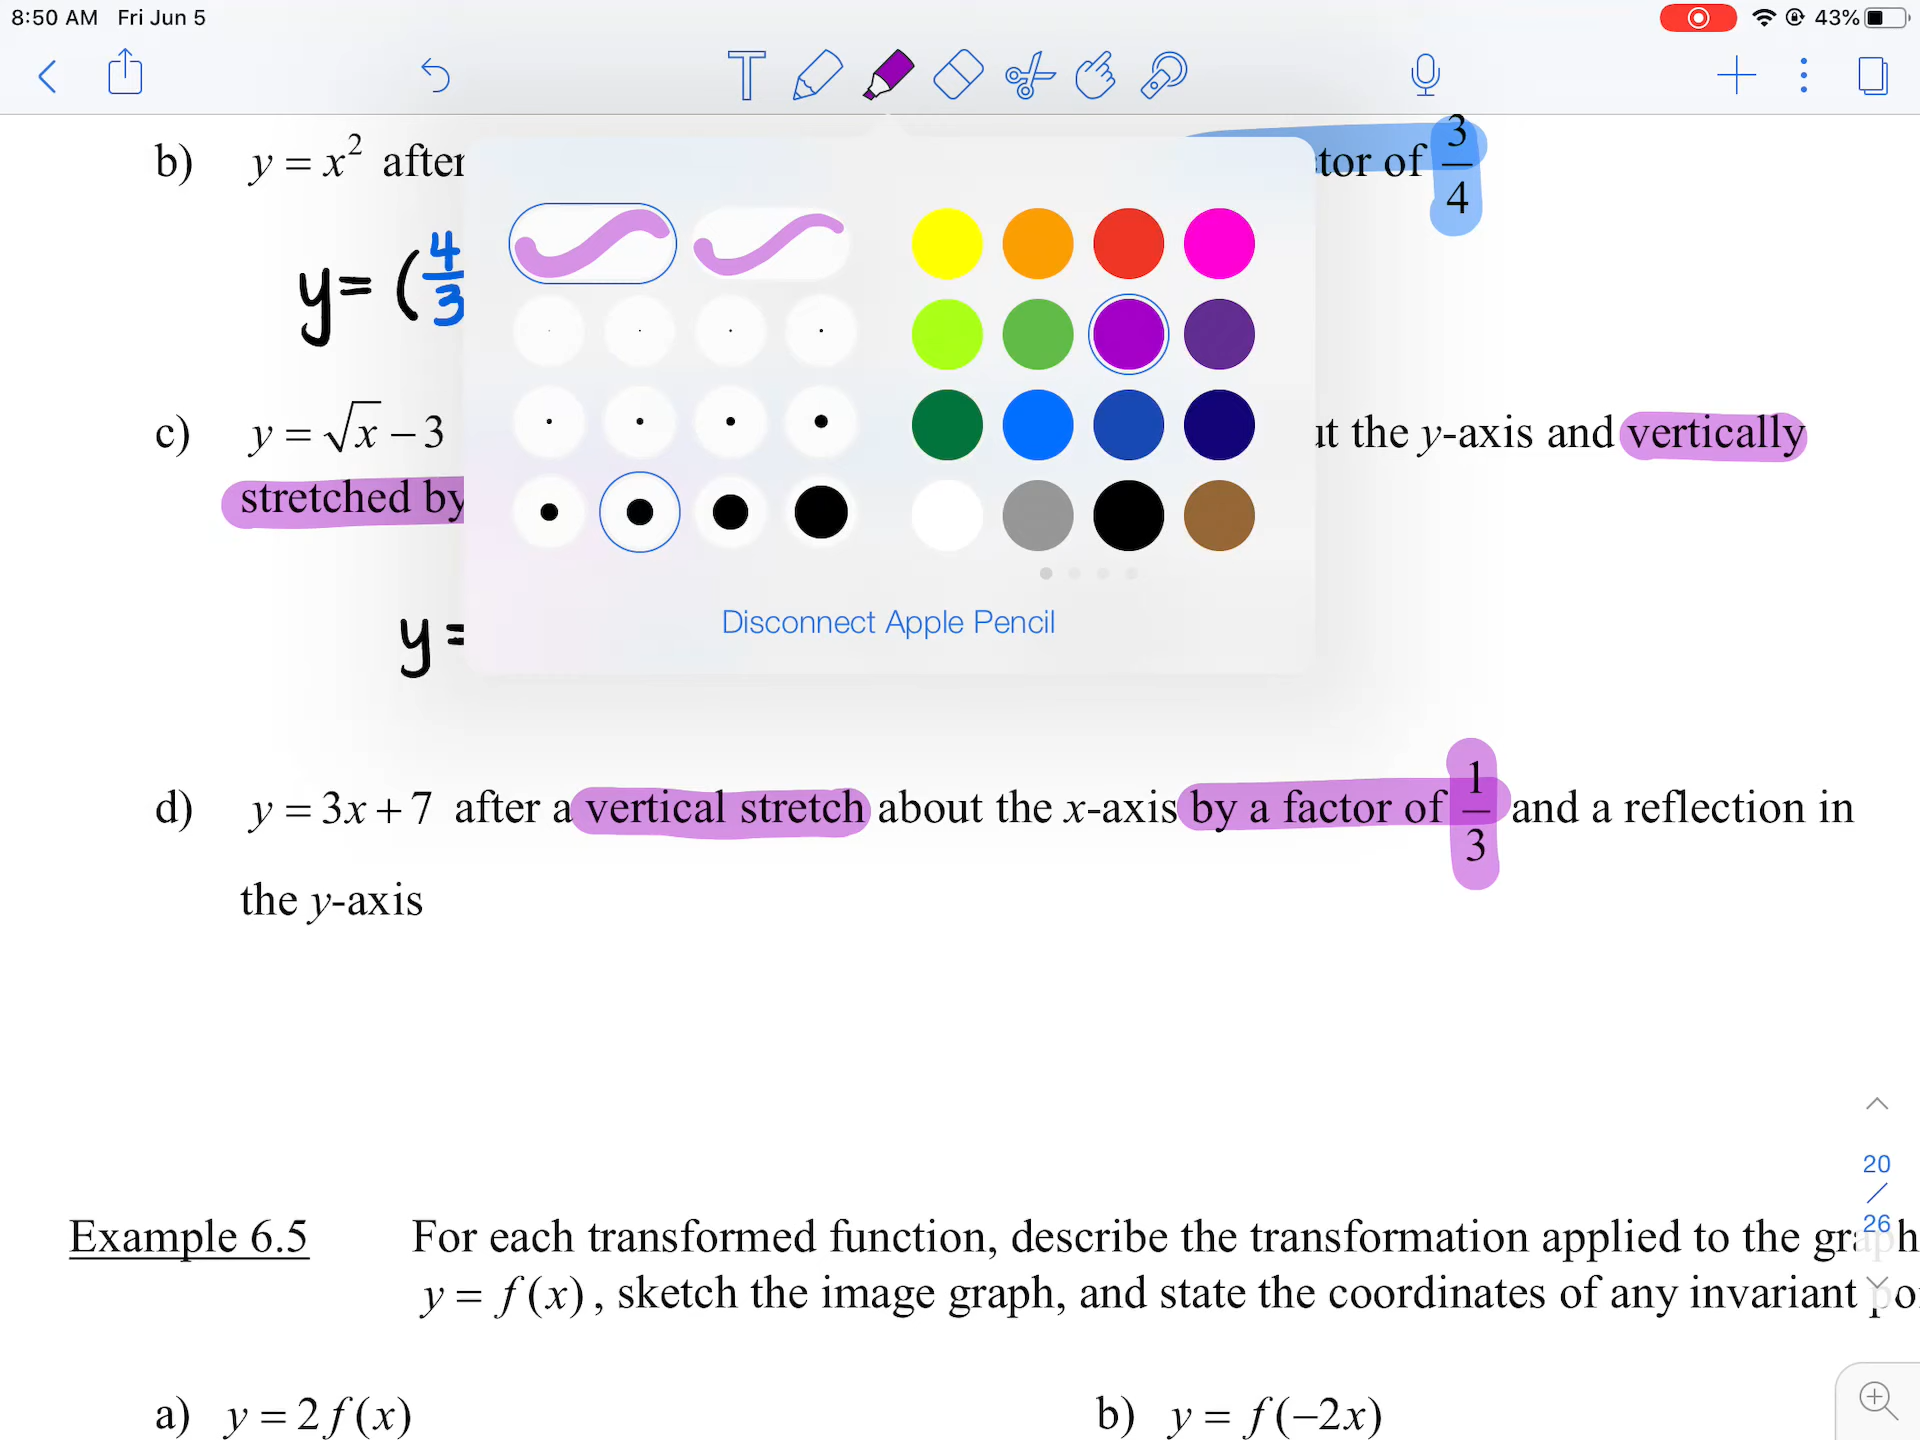 8:50 AM Fri Jun 5 43%
T
b) y = x² after tor of 3/4
y = (4/3
c) y = √x − 3 ut the y-axis and vertically
stretched by
y =
Disconnect Apple Pencil
d) y = 3x + 7 after a vertical stretch about the x-axis by a factor of 1/3 and a reflection in
the y-axis
20
/
26
Example 6.5 For each transformed function, describe the transformation applied to the graph
y = f(x), sketch the image graph, and state the coordinates of any invariant po
a) y = 2f(x) b) y = f(−2x)